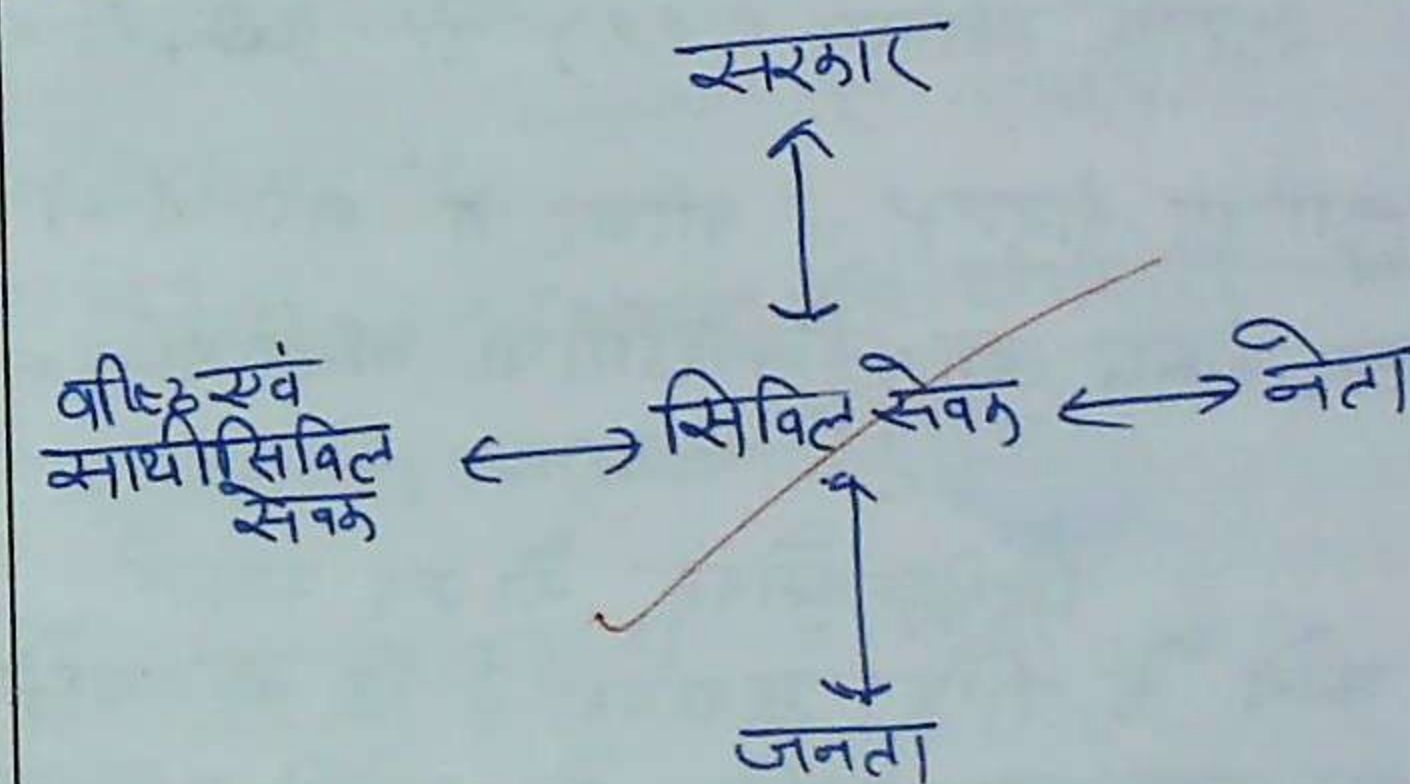 सरकार
वरिष्ठ एवं
साथी सिविल
सेवक
सिविल सेवक
नेता
जनता